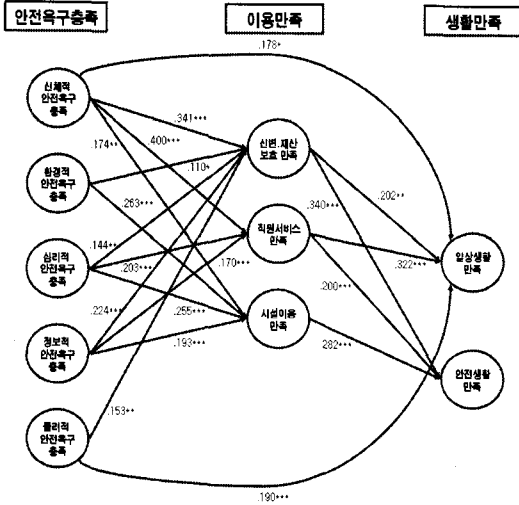 안전욕구충족
이용만족
생활만족
.178*
신체적
안전욕구
충족
.341***
.174**
.400***
신변.재산
보호 만족
.110*
환경적
안전욕구
충족
.263***
.340***
.202**
.144**
심리적
안전욕구
충족
.203***
.170***
직원서비스
만족
.322***
일상생활
만족
.200***
.224***
.255***
.193***
시설이용
만족
정보적
안전욕구
충족
.282***
안전생활
만족
.153**
물리적
안전욕구
충족
.190***